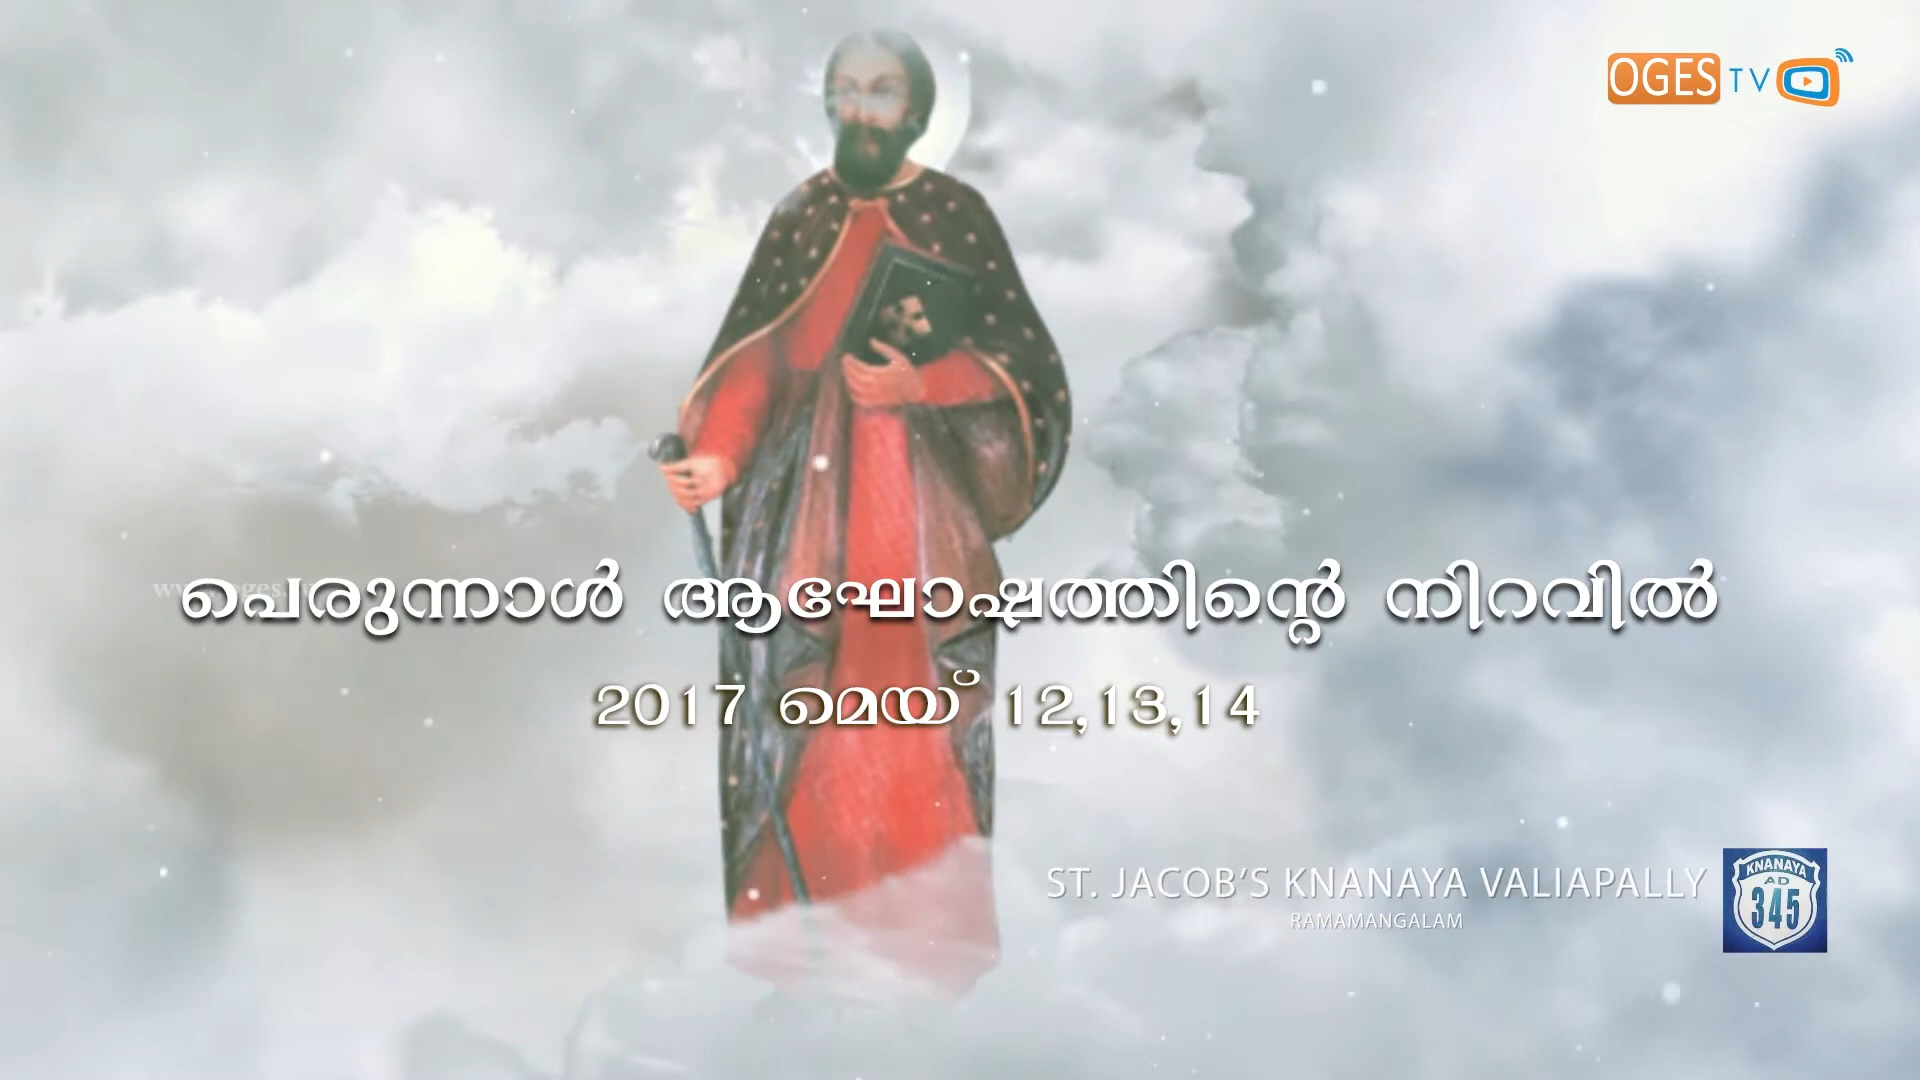 OGES TV
പെരുന്നാൾ ആഘോഷത്തിന്റെ നിറവിൽ
2017 മെയ് 12,13,14
ST. JACOB'S KNANAYA VALIAPALLY
RAMAMANGALAM
KNANAYA
AD
345